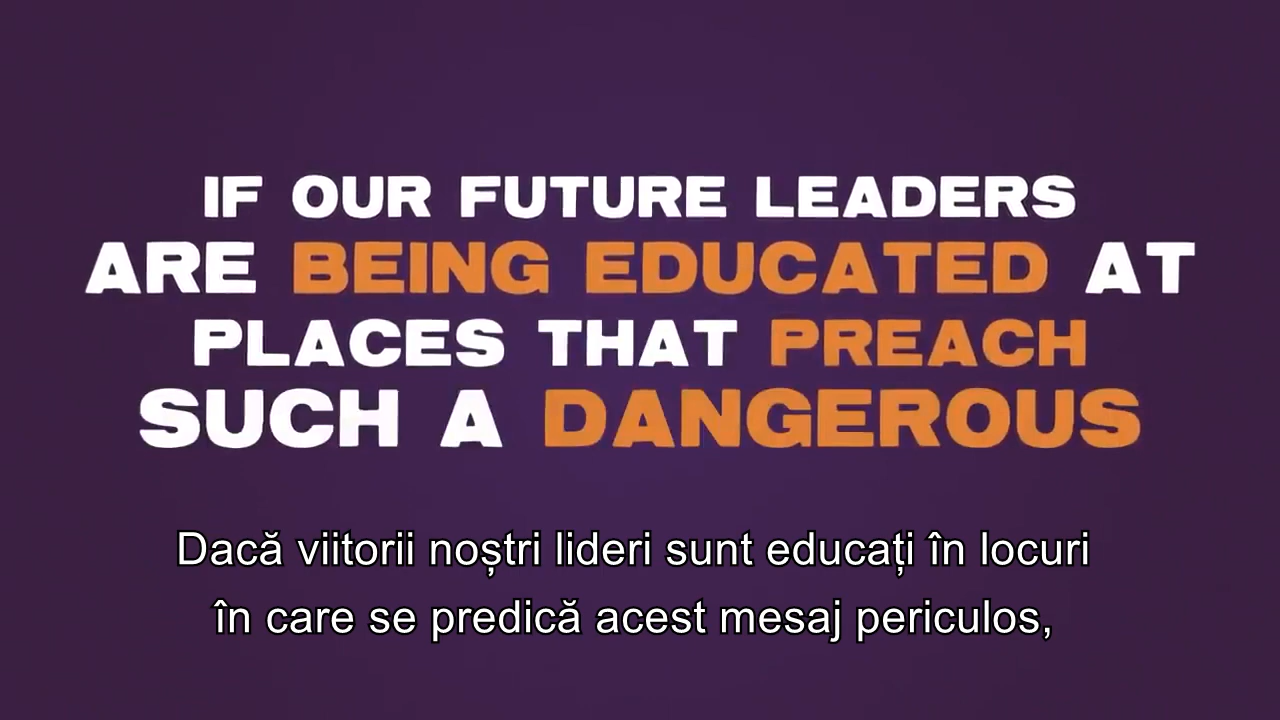 IF OUR FUTURE LEADERS
ARE BEING EDUCATED AT
PLACES THAT PREACH
SUCH A DANGEROUS
Dacă viitorii noștri lideri sunt educați în locuri
în care se predică acest mesaj periculos,